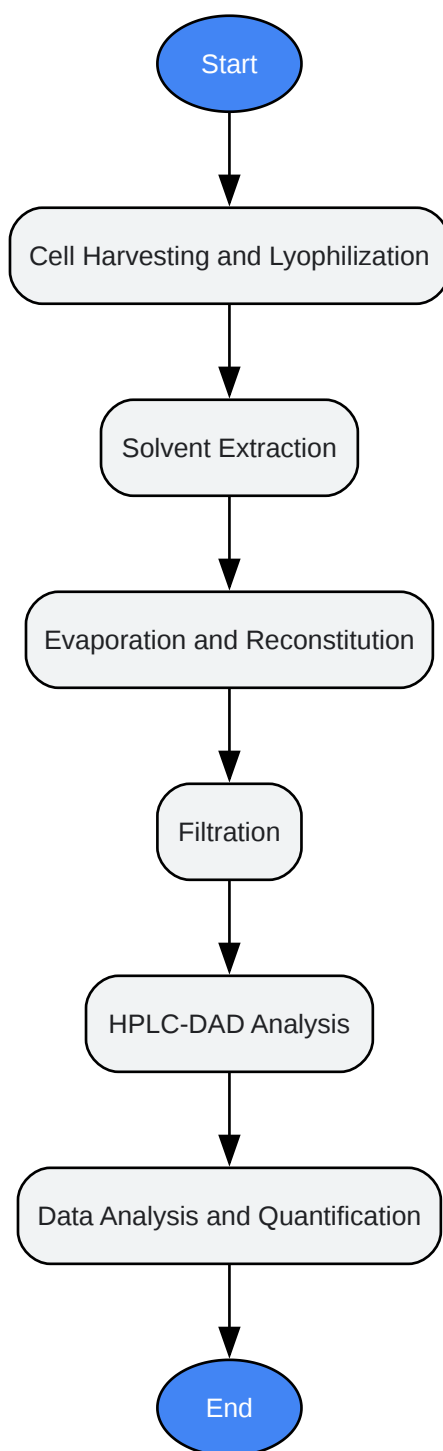 Start
Cell Harvesting and Lyophilization
Solvent Extraction
Evaporation and Reconstitution
Filtration
HPLC-DAD Analysis
Data Analysis and Quantification
End